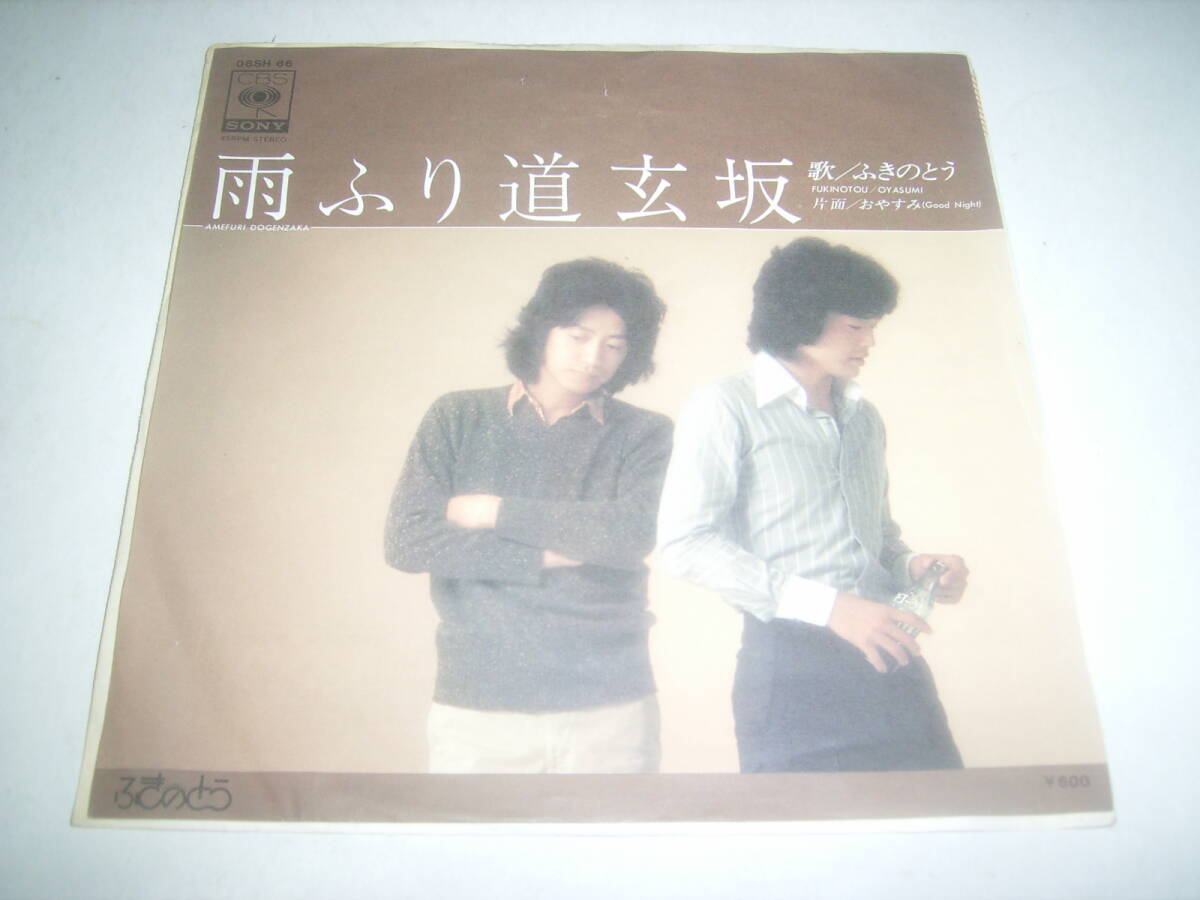 06SH 66
CBS
SONY
45RPM STEREO
雨ふり道玄坂
AMEFURI DOGENZAKA
歌/ふきのとう
FUKINOTOU/OYASUMI
片面/おやすみ(Good Night)
ふきのとう
¥600